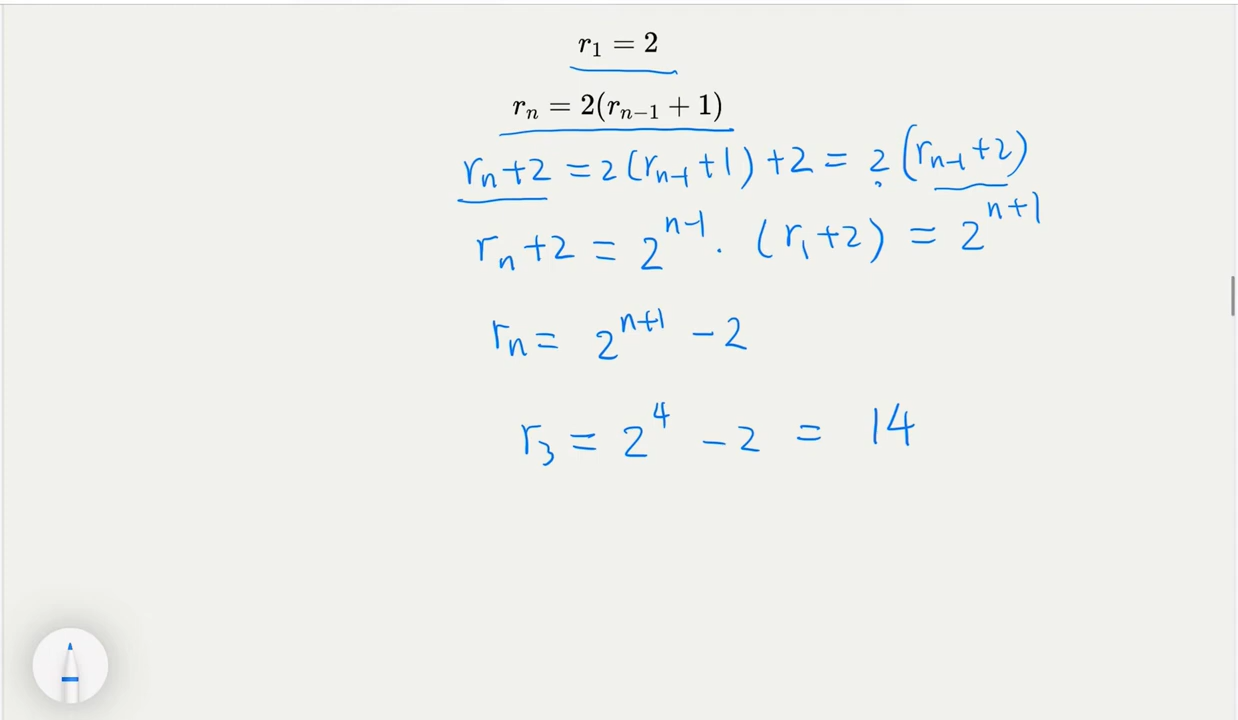 r₁ = 2
rₙ = 2(rₙ₋₁ + 1)
rₙ+2 = 2(rₙ₋₁+1)+2 = 2(rₙ₋₁+2)
rₙ+2 = 2ⁿ⁻¹ · (r₁+2) = 2ⁿ⁺¹
rₙ = 2ⁿ⁺¹ − 2
r₃ = 2⁴ − 2 = 14